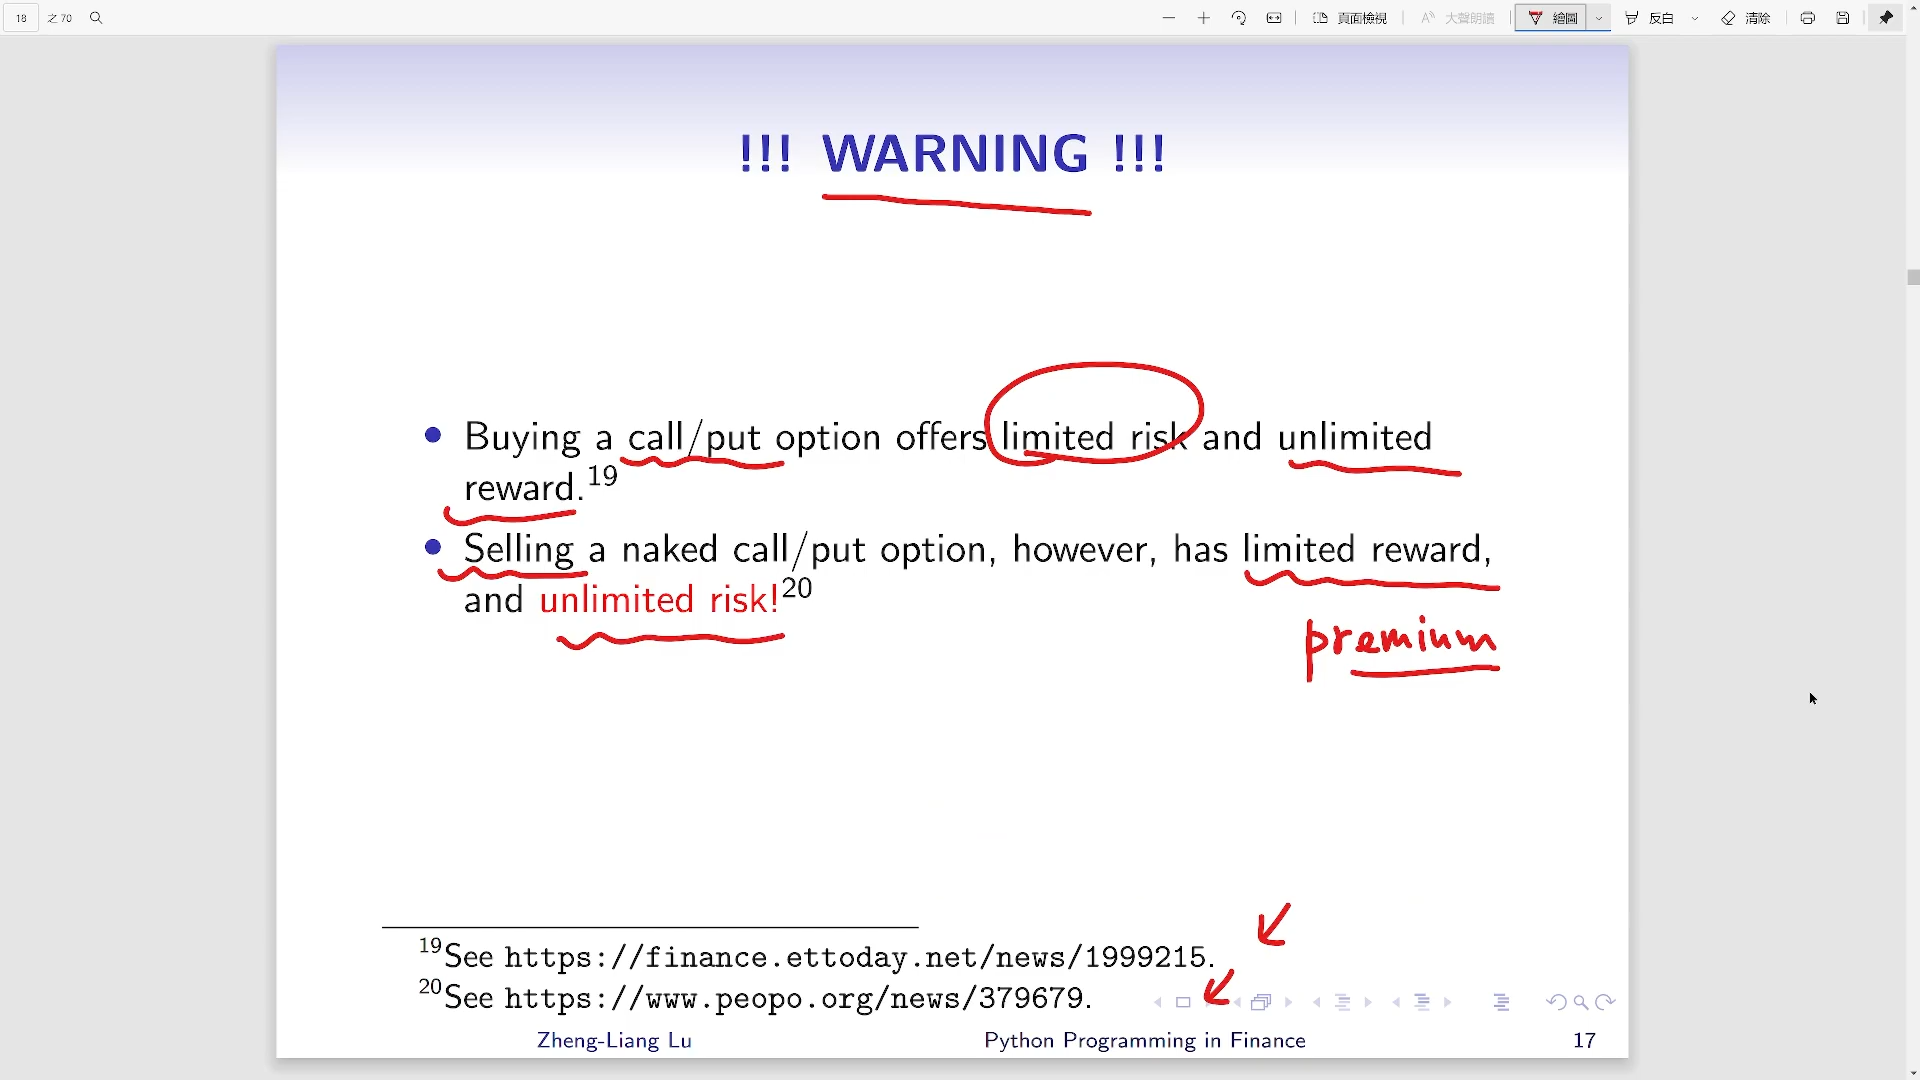 18 之 70 頁面檢視 大聲朗讀 繪圖 反白 清除
!!! WARNING !!!
Buying a call/put option offers limited risk and unlimited
reward.19
Selling a naked call/put option, however, has limited reward,
and unlimited risk!20
premium
19See https://finance.ettoday.net/news/1999215.
20See https://www.peopo.org/news/379679.
Zheng-Liang Lu Python Programming in Finance 17